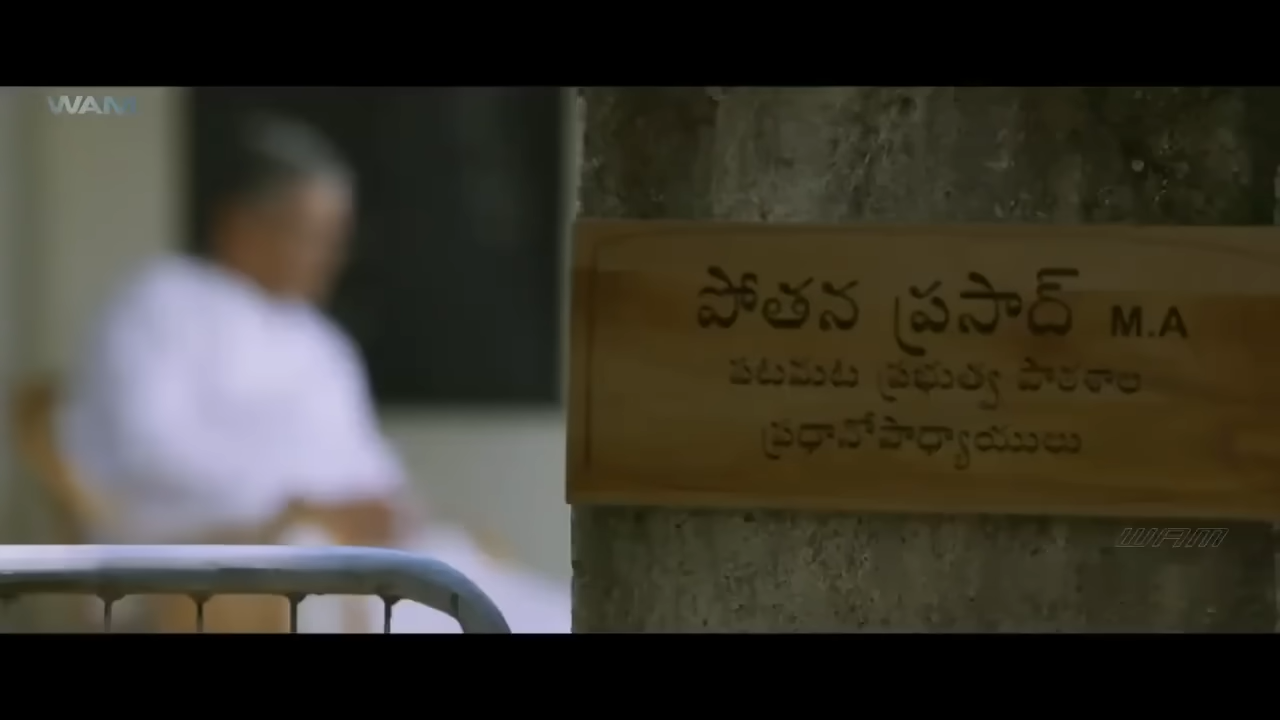 WAM
పోతన ప్రసాద్ M.A
పటమట ప్రభుత్వ పాఠశాల
ప్రధానోపాధ్యాయులు
WAM